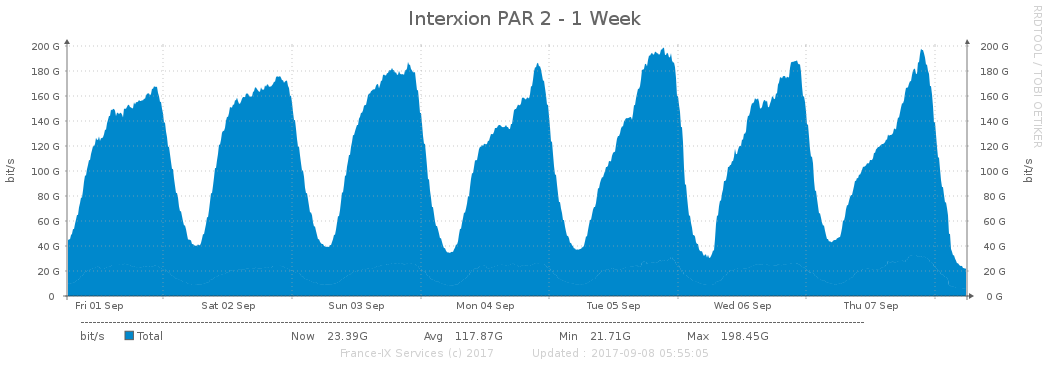 Interxion PAR 2 - 1 Week
RRDTOOL / TOBI OETIKER
bit/s
200 G
180 G
160 G
140 G
120 G
100 G
80 G
60 G
40 G
20 G
0
200 G
180 G
160 G
140 G
120 G
100 G
80 G
60 G
40 G
20 G
0 G
bit/s
Fri 01 Sep Sat 02 Sep Sun 03 Sep Mon 04 Sep Tue 05 Sep Wed 06 Sep Thu 07 Sep
bit/s Total Now 23.39G Avg 117.87G Min 21.71G Max 198.45G
France-IX Services (c) 2017 Updated : 2017-09-08 05:55:05